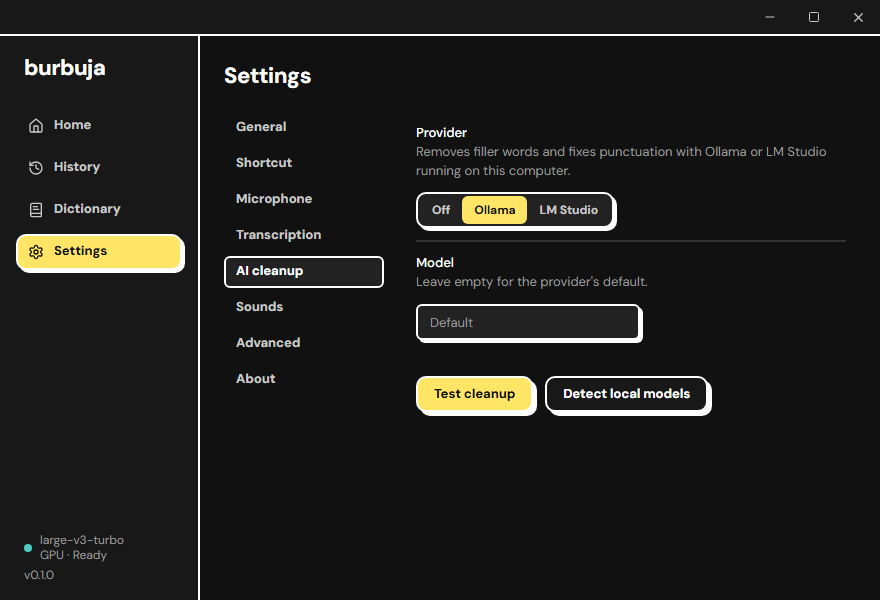 burbuja
Home
History
Dictionary
Settings
large-v3-turbo
GPU · Ready
v0.1.0
Settings
General
Shortcut
Microphone
Transcription
AI cleanup
Sounds
Advanced
About
Provider
Removes filler words and fixes punctuation with Ollama or LM Studio
running on this computer.
Off Ollama LM Studio
Model
Leave empty for the provider's default.
Default
Test cleanup Detect local models